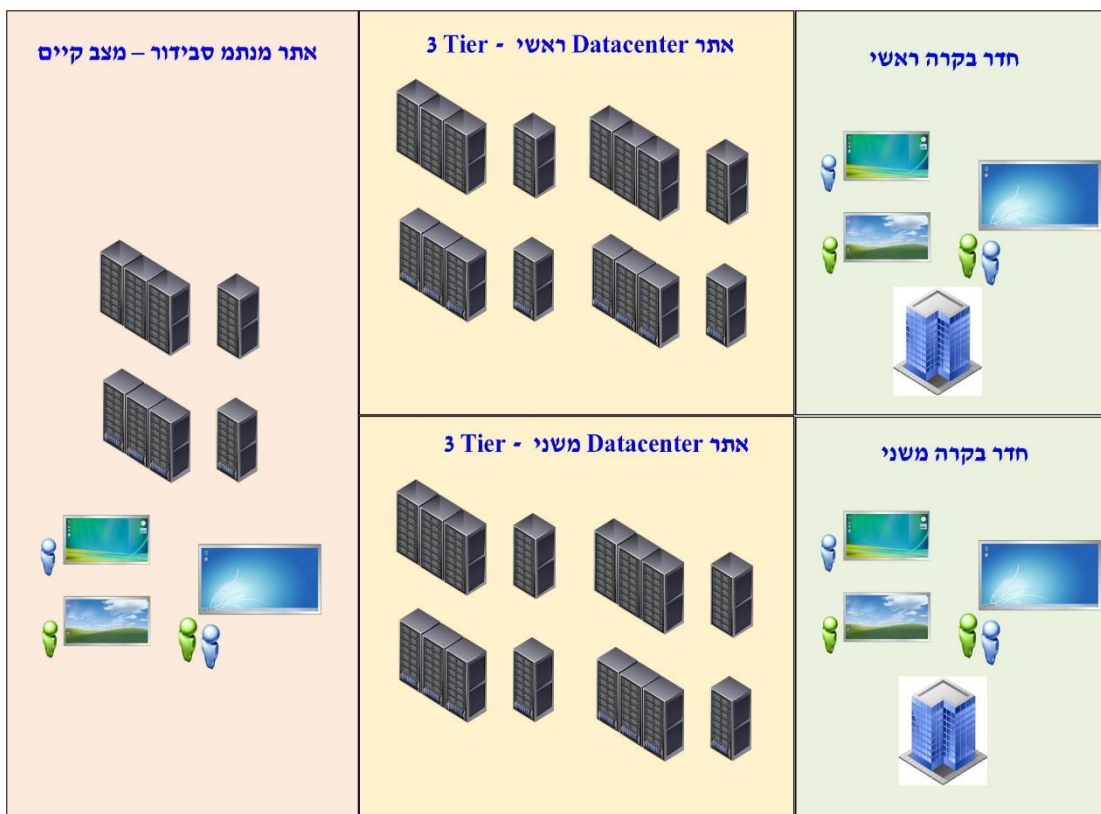 חדר בקרה ראשי
אתר Datacenter ראשי - Tier 3
אתר מנתמ סבידור – מצב קיים
חדר בקרה משני
אתר Datacenter משני - Tier 3